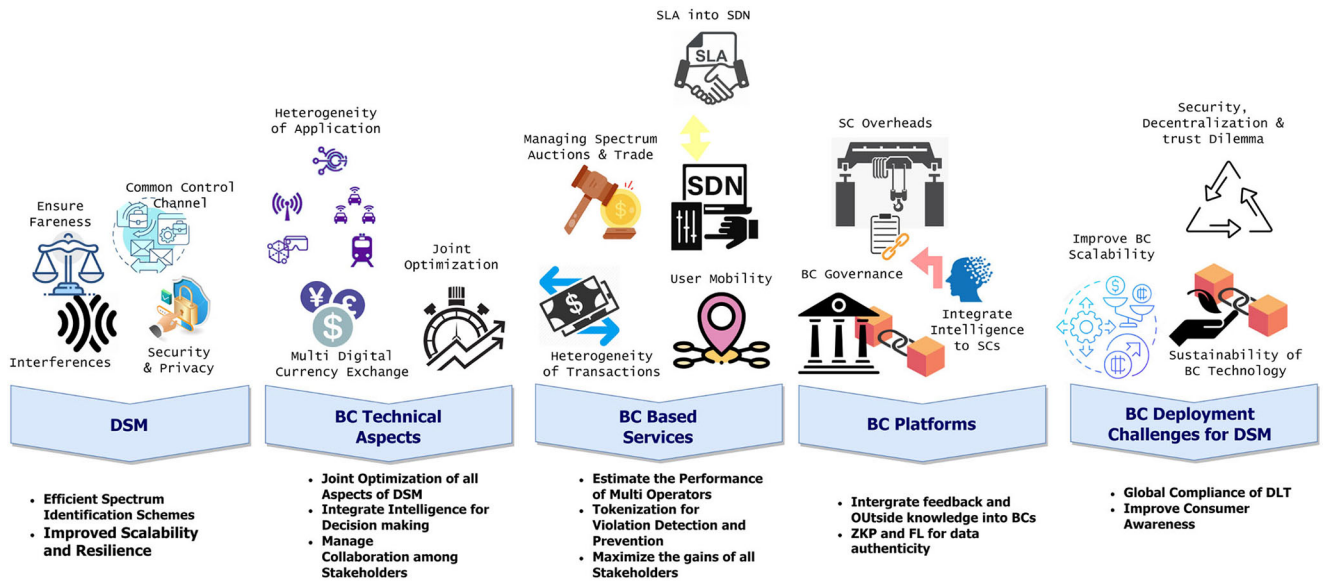 Ensure
Fareness
Common Control
Channel
Interferences
Security
& Privacy
DSM
• Efficient Spectrum
Identification Schemes
• Improved Scalability
and Resilience
Heterogeneity
of Application
¥
£
$
Multi Digital
Currency Exchange
Joint
Optimization
BC Technical
Aspects
• Joint Optimization of all
Aspects of DSM
• Integrate Intelligence for
Decision making
• Manage
Collaboration among
Stakeholders
SLA into SDN
SLA
Managing Spectrum
Auctions & Trade
$
SDN
$
Heterogeneity
of Transactions
User Mobility
BC Based
Services
• Estimate the Performance
of Multi Operators
• Tokenization for
Violation Detection and
Prevention
• Maximize the gains of all
Stakeholders
SC Overheads
BC Governance
Integrate
Intelligence
to SCs
BC Platforms
• Intergrate feedback and
OUtside knowledge into BCs
• ZKP and FL for data
authenticity
Security,
Decentralization &
trust Dilemma
Improve BC
Scalability
$
Sustainability of
BC Technology
BC Deployment
Challenges for DSM
• Global Compliance of DLT
• Improve Consumer
Awareness